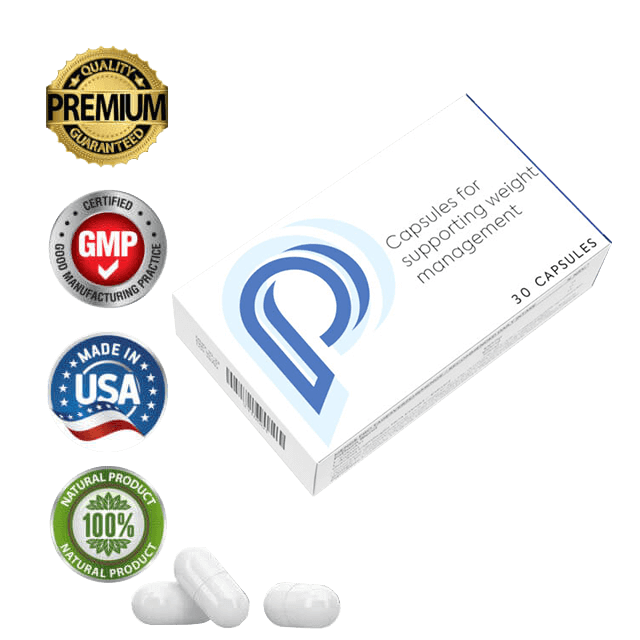 QUALITY
PREMIUM
GUARANTEED
CERTIFIED
GMP
GOOD MANUFACTURING PRACTICE
MADE IN
USA
NATURAL PRODUCT
100%
NATURAL PRODUCT
Capsules for
supporting weight
management
30 CAPSULES